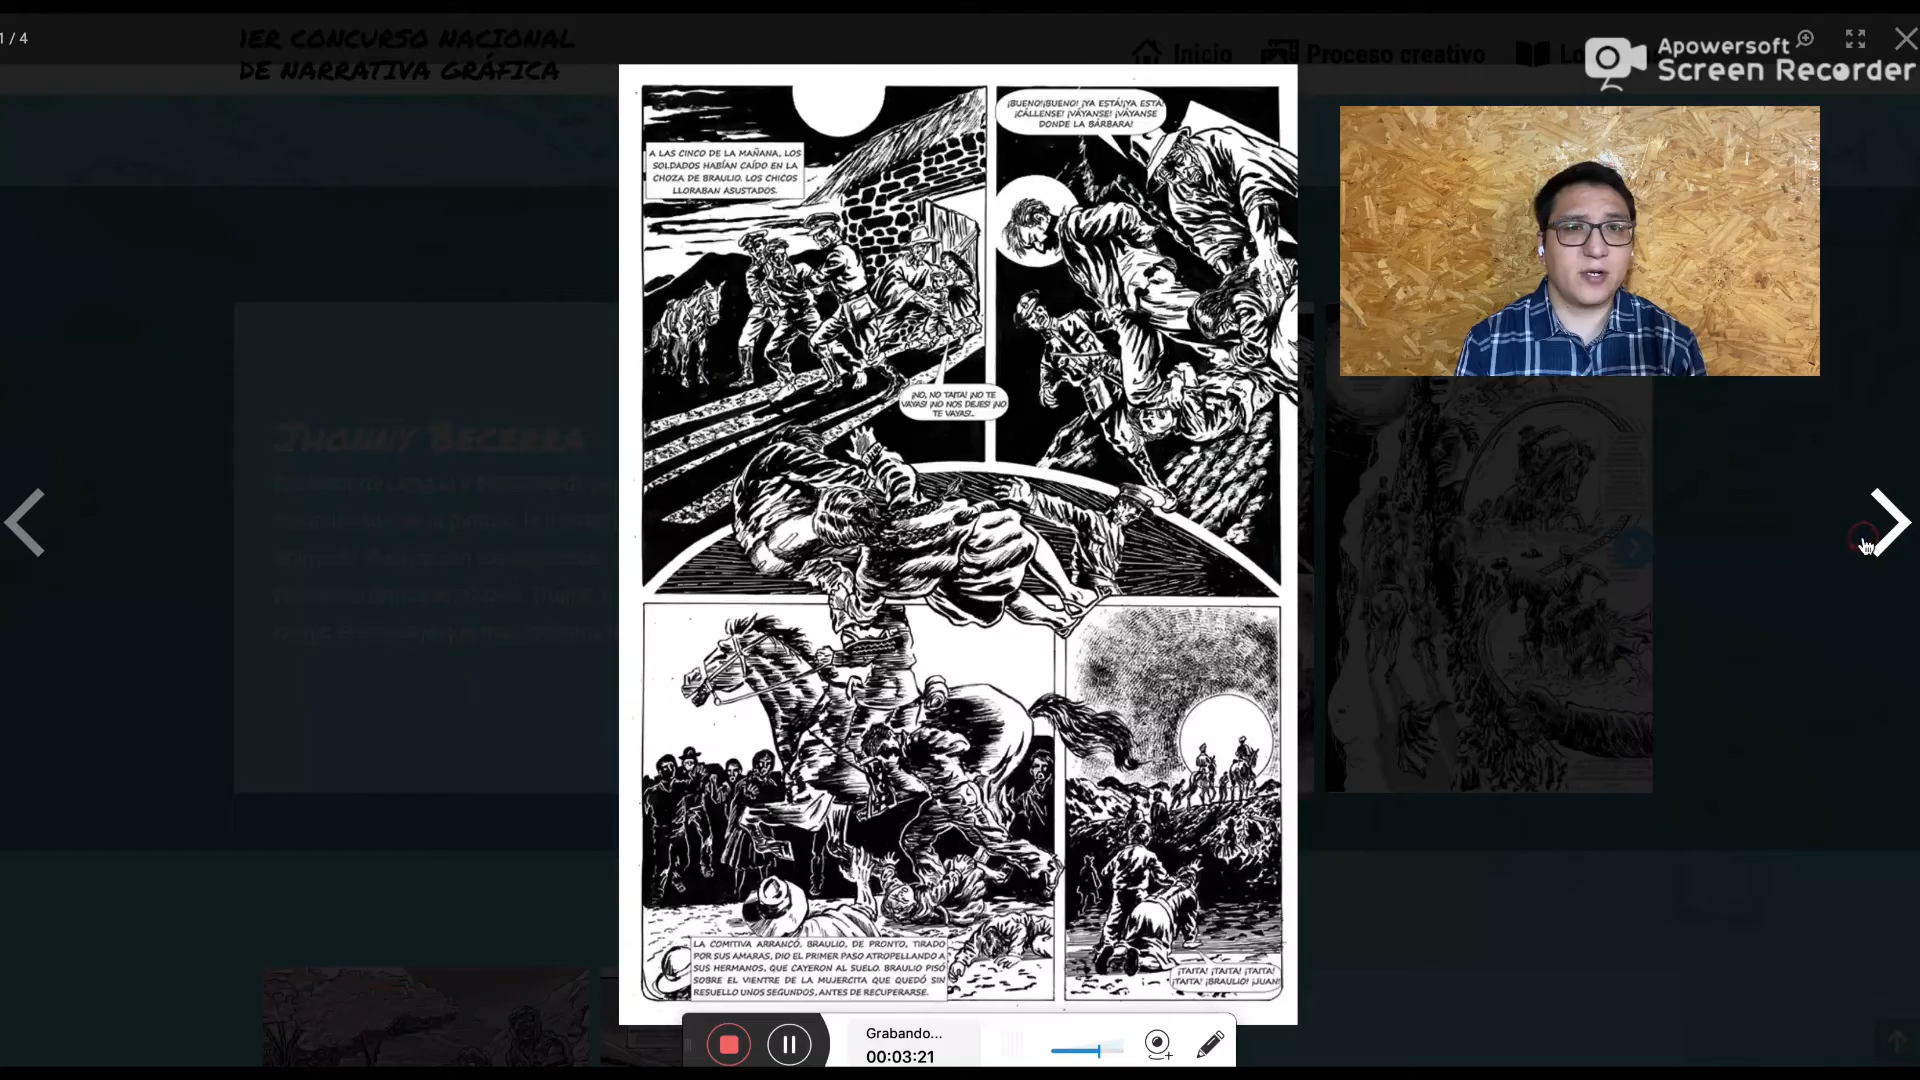 1 / 4
1ER CONCURSO NACIONAL
DE NARRATIVA GRÁFICA
Inicio
Proceso creativo
Apowersoft
Screen Recorder
A LAS CINCO DE LA MAÑANA, LOS
SOLDADOS HABÍAN CAÍDO EN LA
CHOZA DE BRAULIO. LOS CHICOS
LLORABAN ASUSTADOS.
¡BUENO!¡BUENO! ¡YA ESTÁ!¡YA ESTÁ!
¡CÁLLENSE! ¡VÁYANSE! ¡VÁYANSE
DONDE LA BÁRBARA!
¡NO, NO TAITA! ¡NO TE
VAYAS! ¡NO NOS DEJES! ¡NO
TE VAYAS!..
JHONNY BECERRA
LA COMITIVA ARRANCÓ. BRAULIO, DE PRONTO, TIRADO
POR SUS AMARAS, DIO EL PRIMER PASO ATROPELLANDO A
SUS HERMANOS, QUE CAYERON AL SUELO. BRAULIO PISÓ
SOBRE EL VIENTRE DE LA MUJERCITA QUE QUEDÓ SIN
RESUELLO UNOS SEGUNDOS, ANTES DE RECUPERARSE.
¡TAITA! ¡TAITA! ¡TAITA!
¡TAITA! ¡BRAULIO! ¡JUAN!
Grabando...
00:03:21